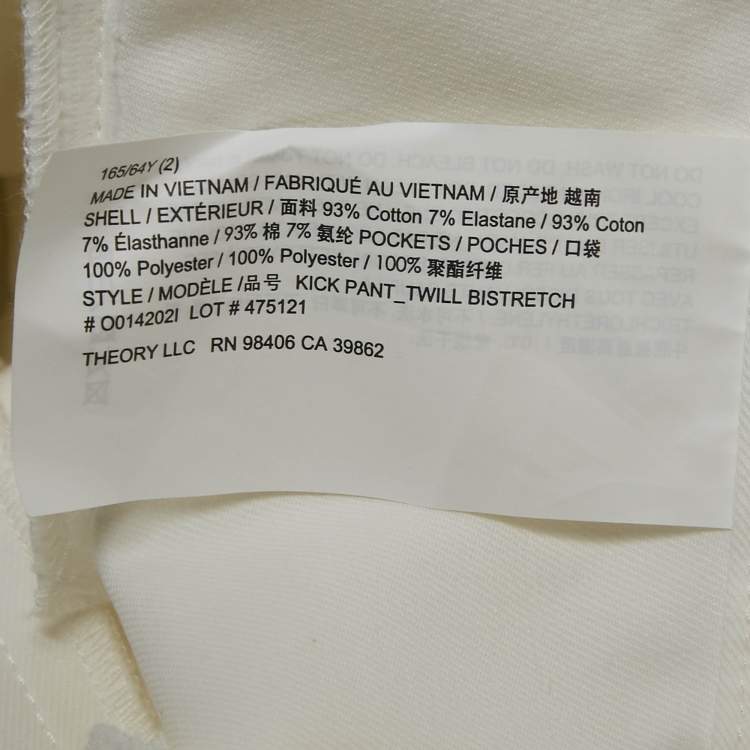 165/64Y (2)
MADE IN VIETNAM / FABRIQUÉ AU VIETNAM / 原产地 越南
SHELL / EXTÉRIEUR / 面料 93% Cotton 7% Elastane / 93% Coton
7% Élasthanne / 93% 棉 7% 氨纶 POCKETS / POCHES / 口袋
100% Polyester / 100% Polyester / 100% 聚酯纤维
STYLE / MODÈLE /品号 KICK PANT_TWILL BISTRETCH
# O014202I LOT # 475121
THEORY LLC RN 98406 CA 39862